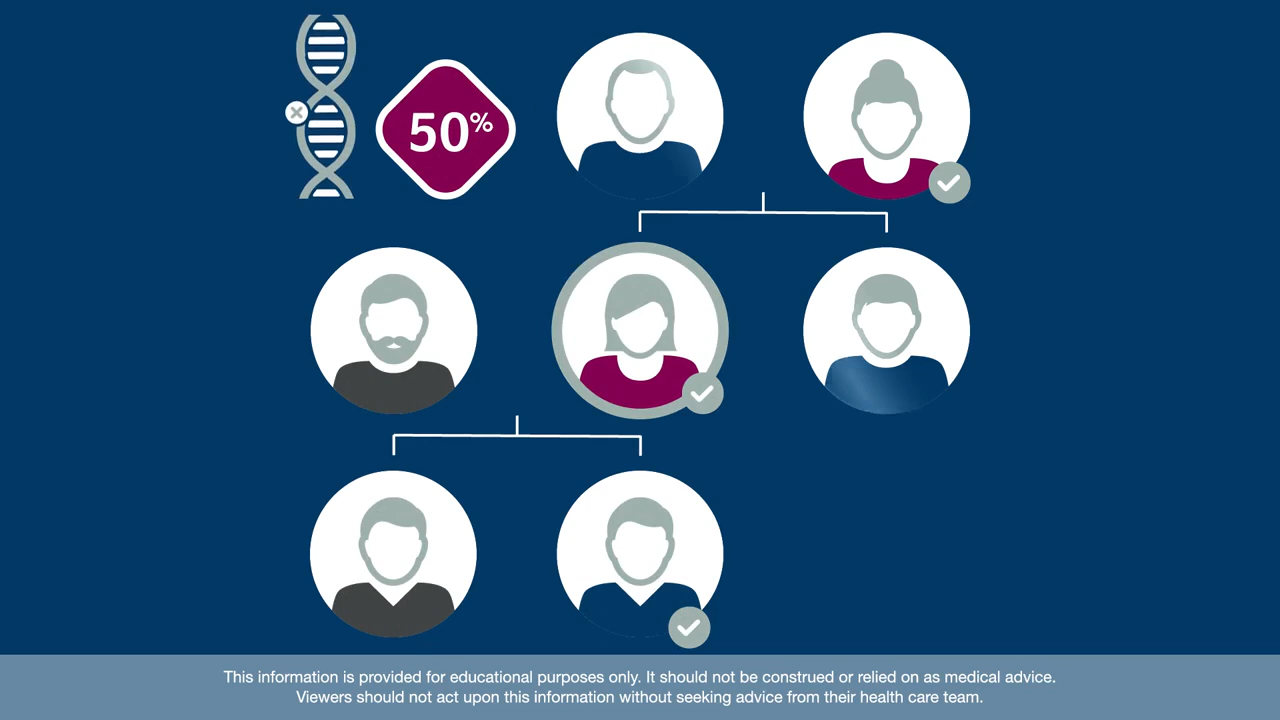 50%
This information is provided for educational purposes only. It should not be construed or relied on as medical advice.
Viewers should not act upon this information without seeking advice from their health care team.